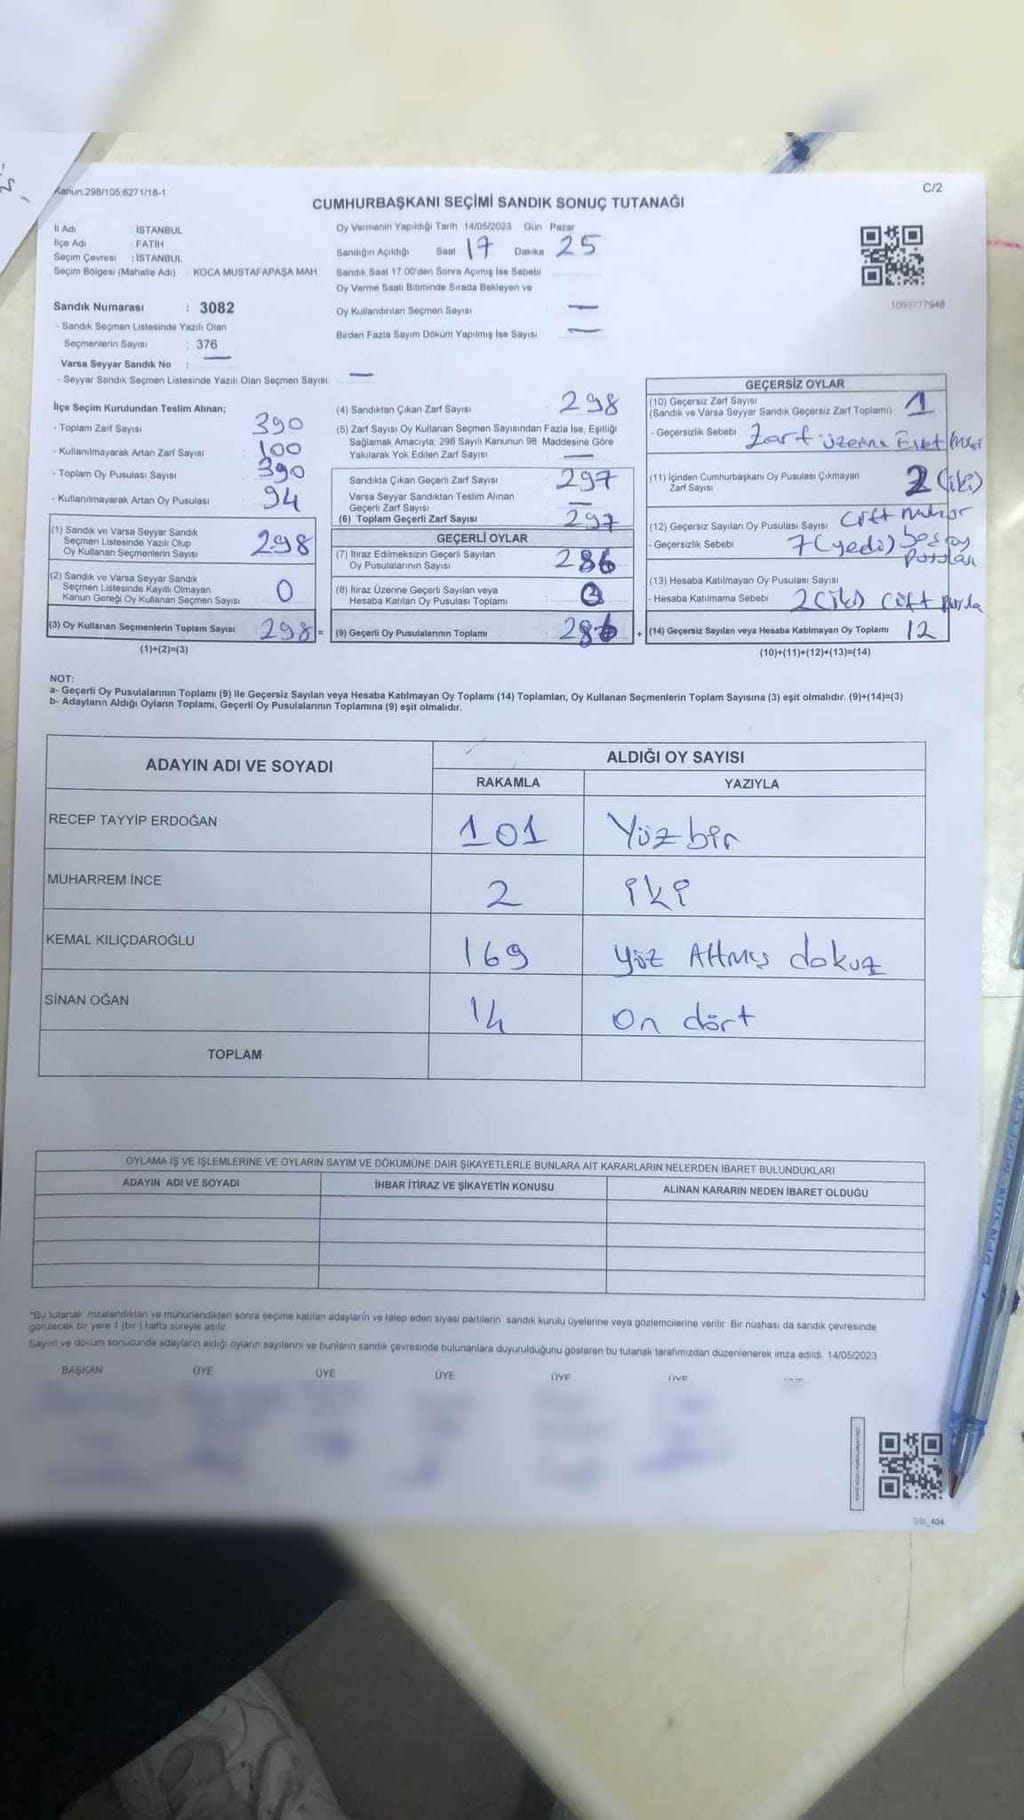 Kanun.298/105.6271/18-1
C/2
CUMHURBAŞKANI SEÇİMİ SANDIK SONUÇ TUTANAĞI
İl Adı İSTANBUL
İlçe Adı FATİH
Seçim Çevresi : İSTANBUL
Seçim Bölgesi (Mahalle Adı) KOCA MUSTAFAPAŞA MAH
Sandık Numarası : 3082
- Sandık Seçmen Listesinde Yazılı Olan
Seçmenlerin Sayısı : 376
Varsa Seyyar Sandık No : —
- Seyyar Sandık Seçmen Listesinde Yazılı Olan Seçmen Sayısı: —
Oy Vermenin Yapıldığı Tarih 14/05/2023 Gün Pazar
Sandığın Açıldığı Saat 17 Dakika 25
Sandık Saat 17.00'den Sonra Açımış İse Sebebi
Oy Verme Saati Bitiminde Sırada Bekleyen ve
Oy Kullandırılan Seçmen Sayısı —
Birden Fazla Sayım Döküm Yapılmış İse Sayısı —
1093777948
İlçe Seçim Kurulundan Teslim Alınan;
- Toplam Zarf Sayısı 390
- Kullanılmayarak Artan Zarf Sayısı 100
- Toplam Oy Pusulası Sayısı 390
- Kullanılmayarak Artan Oy Pusulası 94
(1) Sandık ve Varsa Seyyar Sandık
Seçmen Listesinde Yazılı Olup
Oy Kullanan Seçmenlerin Sayısı 298
(2) Sandık ve Varsa Seyyar Sandık
Seçmen Listesinde Kayıtlı Olmayan
Kanun Gereği Oy Kullanan Seçmen Sayısı 0
(3) Oy Kullanan Seçmenlerin Toplam Sayısı 298 =
(1)+(2)=(3)
(4) Sandıktan Çıkan Zarf Sayısı : 298
(5) Zarf Sayısı Oy Kullanan Seçmen Sayısından Fazla İse, Eşitliği
Sağlamak Amacıyla; 298 Sayılı Kanunun 98. Maddesine Göre
Yakılarak Yok Edilen Zarf Sayısı —
Sandıkta Çıkan Geçerli Zarf Sayısı 297
Varsa Seyyar Sandıktan Teslim Alınan
Geçerli Zarf Sayısı —
(6) Toplam Geçerli Zarf Sayısı 297
GEÇERLİ OYLAR
(7) İtiraz Edilmeksizin Geçerli Sayılan
Oy Pusulalarının Sayısı 286
(8) İtiraz Üzerine Geçerli Sayılan veya
Hesaba Katılan Oy Pusulası Toplamı
(9) Geçerli Oy Pusulalarının Toplamı 286 +
GEÇERSİZ OYLAR
(10) Geçersiz Zarf Sayısı
(Sandık ve Varsa Seyyar Sandık Geçersiz Zarf Toplamı) 1
- Geçersizlik Sebebi Zarf üzerine
(11) İçinden Cumhurbaşkanı Oy Pusulası Çıkmayan
Zarf Sayısı 2 (iki)
(12) Geçersiz Sayılan Oy Pusulası Sayısı Çift
- Geçersizlik Sebebi 7 (yedi)
(13) Hesaba Katılmayan Oy Pusulası Sayısı
- Hesaba Katılmama Sebebi 2 (iki) Çift
(14) Geçersiz Sayılan veya Hesaba Katılmayan Oy Toplamı 12
(10)+(11)+(12)+(13)=(14)
NOT:
a- Geçerli Oy Pusulalarının Toplamı (9) ile Geçersiz Sayılan veya Hesaba Katılmayan Oy Toplamı (14) Toplamları, Oy Kullanan Seçmenlerin Toplam Sayısına (3) eşit olmalıdır. (9)+(14)=(3)
b- Adayların Aldığı Oyların Toplamı, Geçerli Oy Pusulalarının Toplamına (9) eşit olmalıdır.
ADAYIN ADI VE SOYADI
ALDIĞI OY SAYISI
RAKAMLA YAZIYLA
RECEP TAYYİP ERDOĞAN 101 Yüz bir
MUHARREM İNCE 2 iki
KEMAL KILIÇDAROĞLU 169 yüz Altmış dokuz
SİNAN OĞAN 14 On dört
TOPLAM
OYLAMA İŞ VE İŞLEMLERİNE VE OYLARIN SAYIM VE DÖKÜMÜNE DAİR ŞİKAYETLERLE BUNLARA AİT KARARLARIN NELERDEN İBARET BULUNDUKLARI
ADAYIN ADI VE SOYADI İHBAR İTİRAZ VE ŞİKAYETİN KONUSU ALINAN KARARIN NEDEN İBARET OLDUĞU
*Bu tutanak imzalandıktan ve mühürlendikten sonra seçime katılan adayların ve talep eden siyasi partilerin sandık kurulu üyelerine veya gözlemcilerine verilir. Bir nüshası da sandık çevresinde
görülecek bir yere 1 (bir) hafta süreyle asılır.
Sayım ve döküm sonucunda adayların aldığı oyların sayılarını ve bunların sandık çevresinde bulunanlara duyurulduğunu gösteren bu tutanak tarafımızdan düzenlenerek imza edildi. 14/05/2023
BAŞKAN ÜYE ÜYE ÜYE ÜYE ÜYE